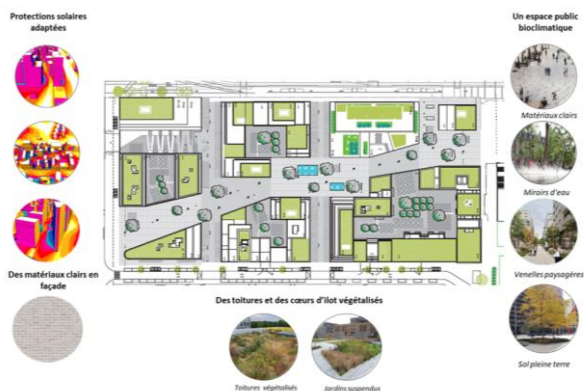 Protections solaires
adaptées
Des matériaux clairs en
façade
Des toitures et des cœurs d'ilot végétalisés
Toitures végétalisés
Jardins suspendus
Un espace public
bioclimatique
Matériaux clairs
Miroirs d'eau
Venelles paysagères
Sol pleine terre